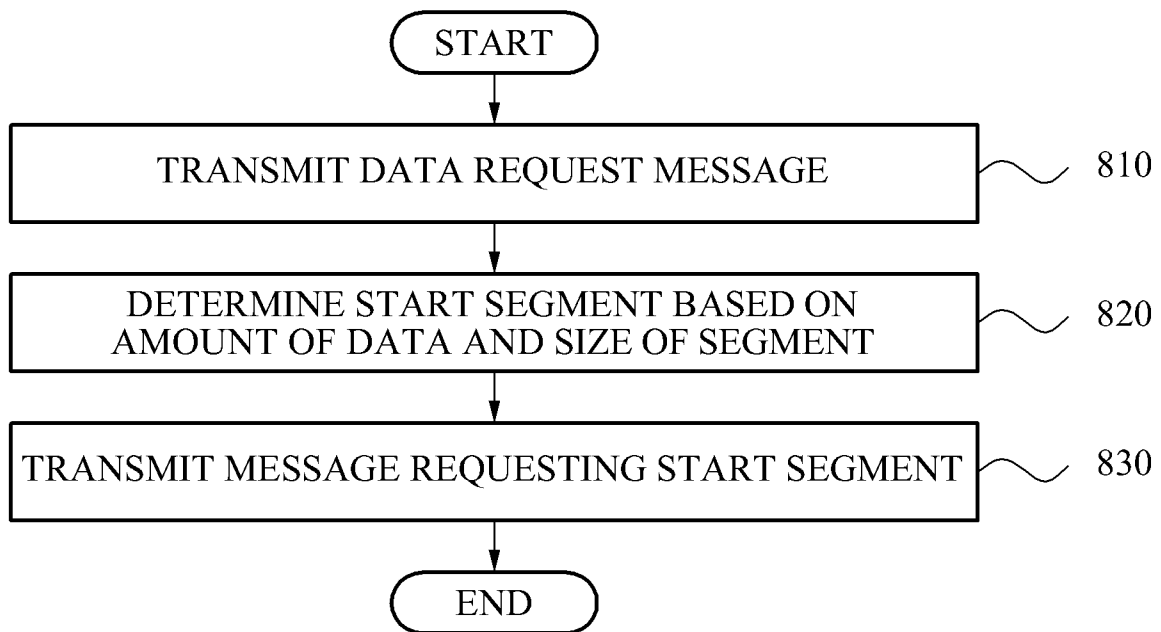 START
TRANSMIT DATA REQUEST MESSAGE
810
DETERMINE START SEGMENT BASED ON
AMOUNT OF DATA AND SIZE OF SEGMENT
820
TRANSMIT MESSAGE REQUESTING START SEGMENT
830
END